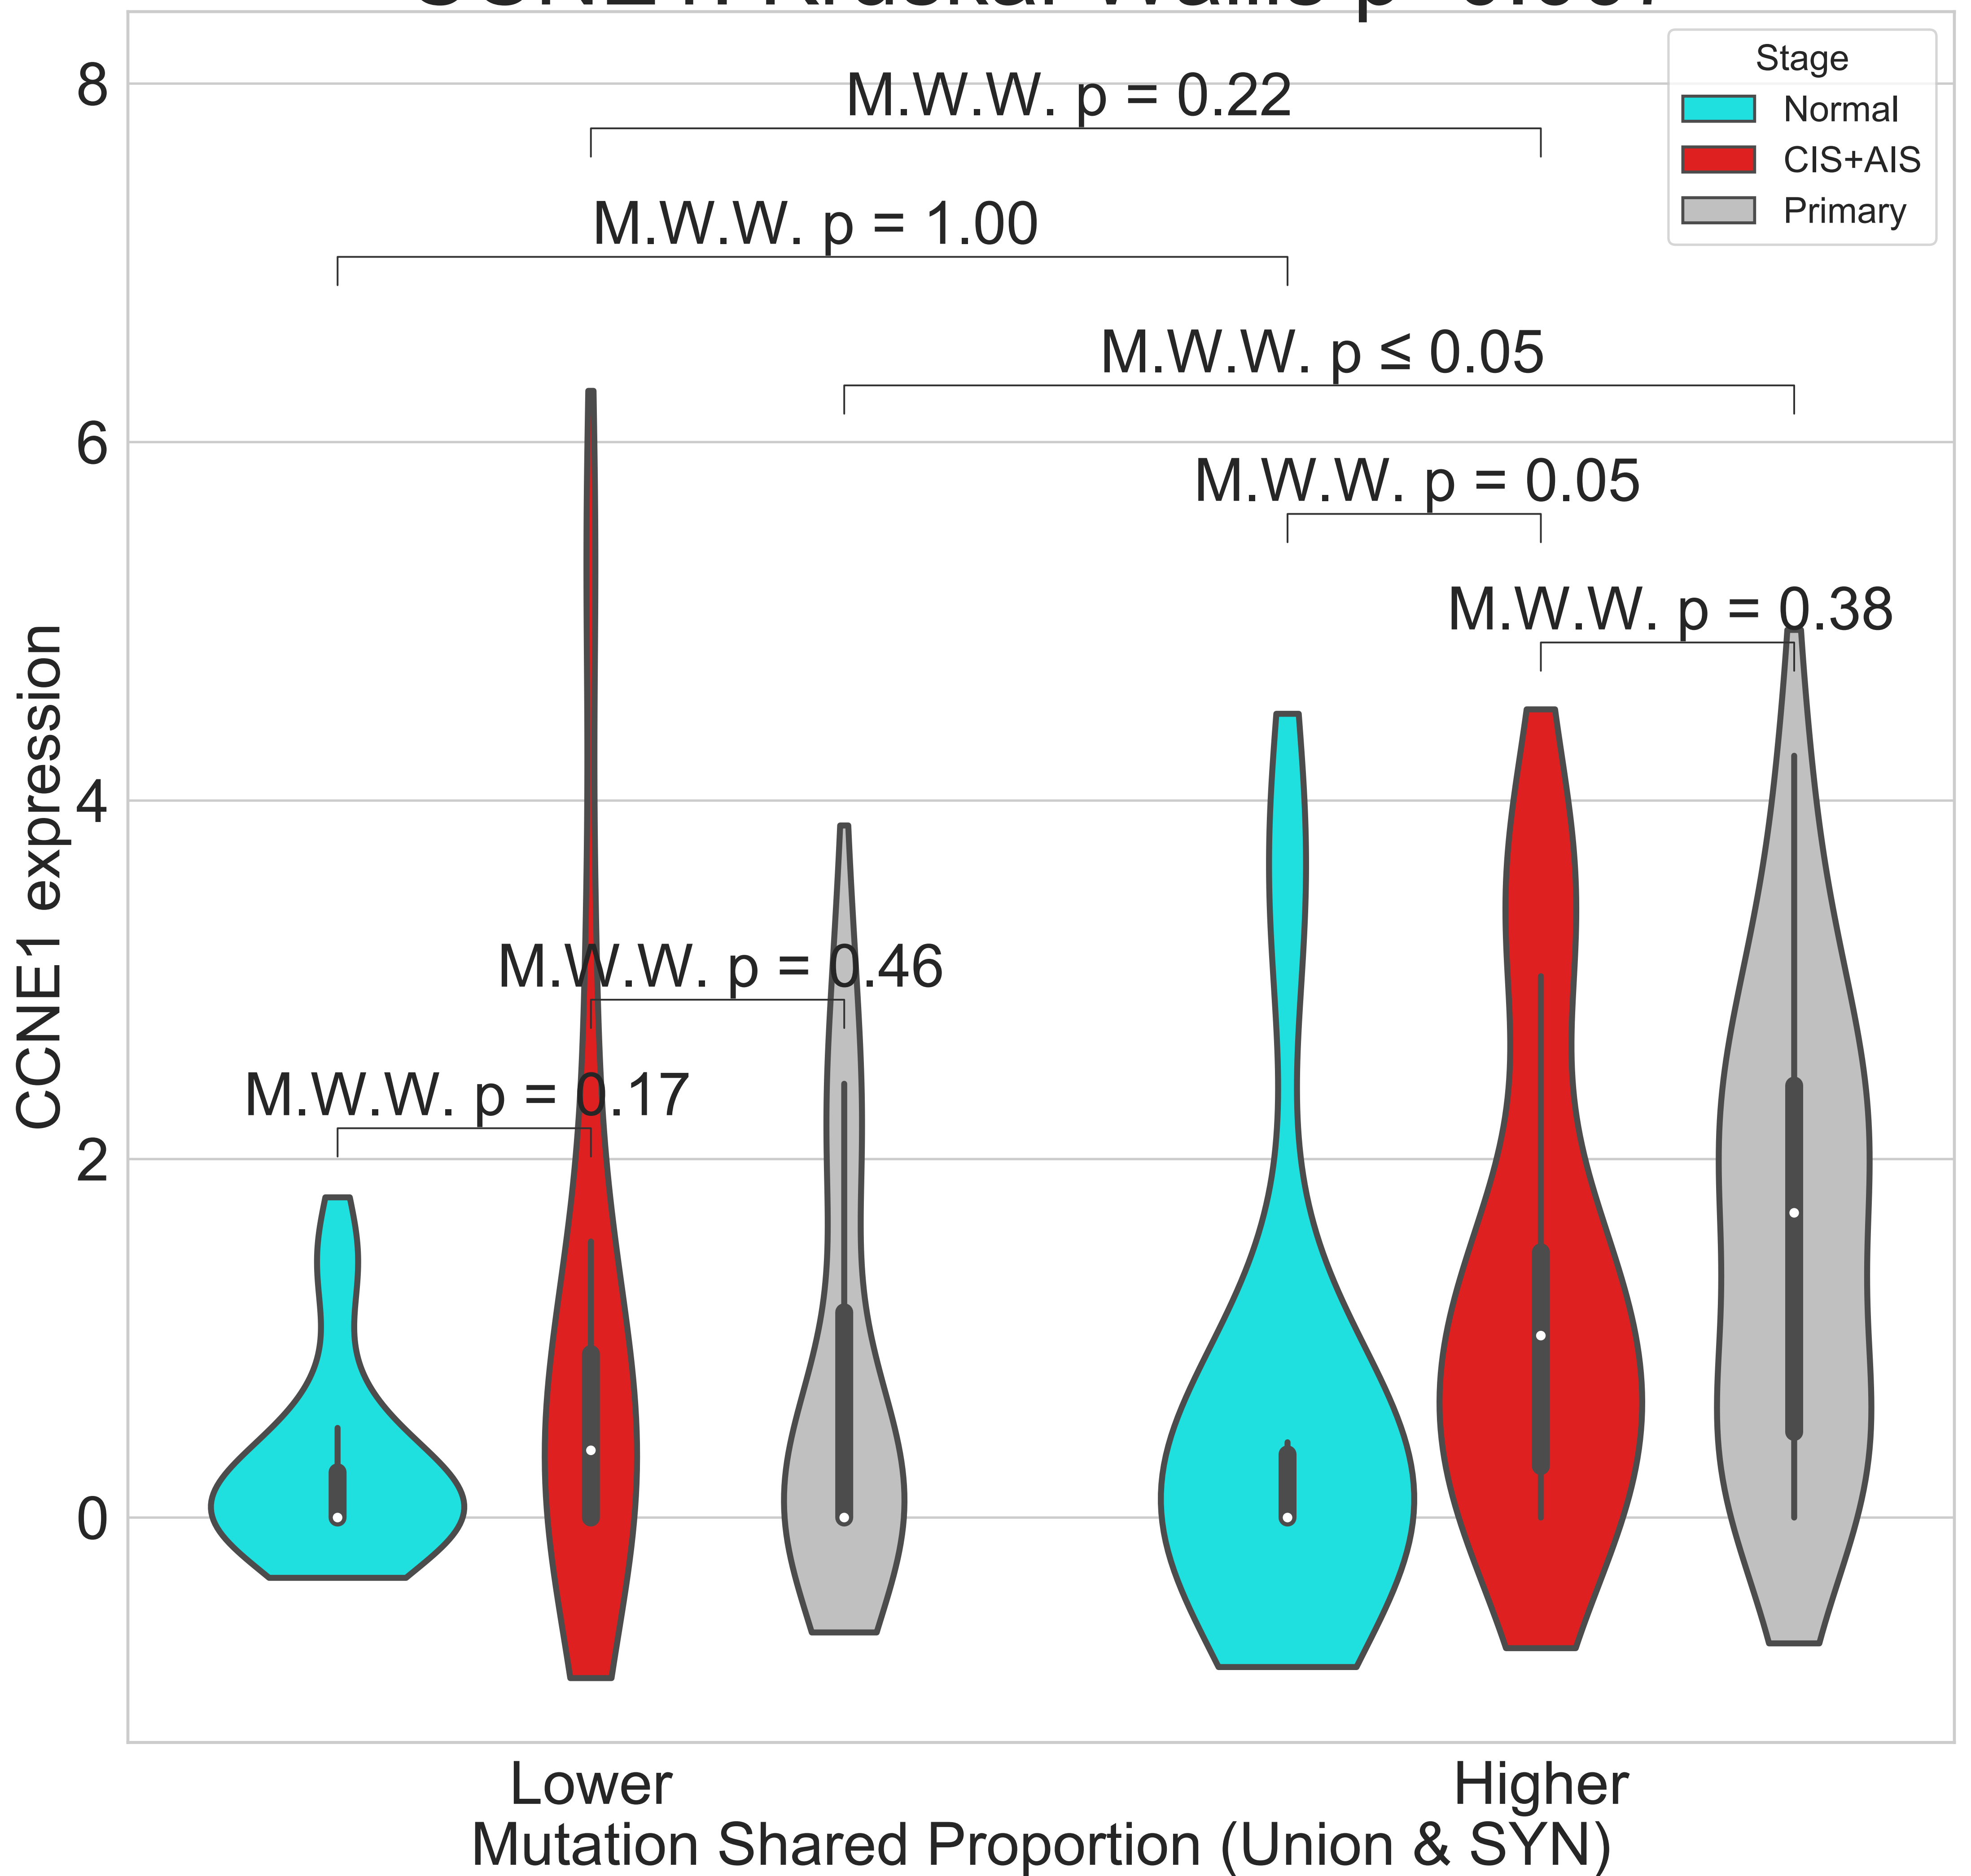 Stage
Normal
CIS+AIS
Primary
M.W.W. p = 0.22
M.W.W. p = 1.00
M.W.W. p ≤ 0.05
M.W.W. p = 0.05
M.W.W. p = 0.38
M.W.W. p = 0.46
M.W.W. p = 0.17
CCNE1 expression
8
6
4
2
0
Lower
Higher
Mutation Shared Proportion (Union & SYN)